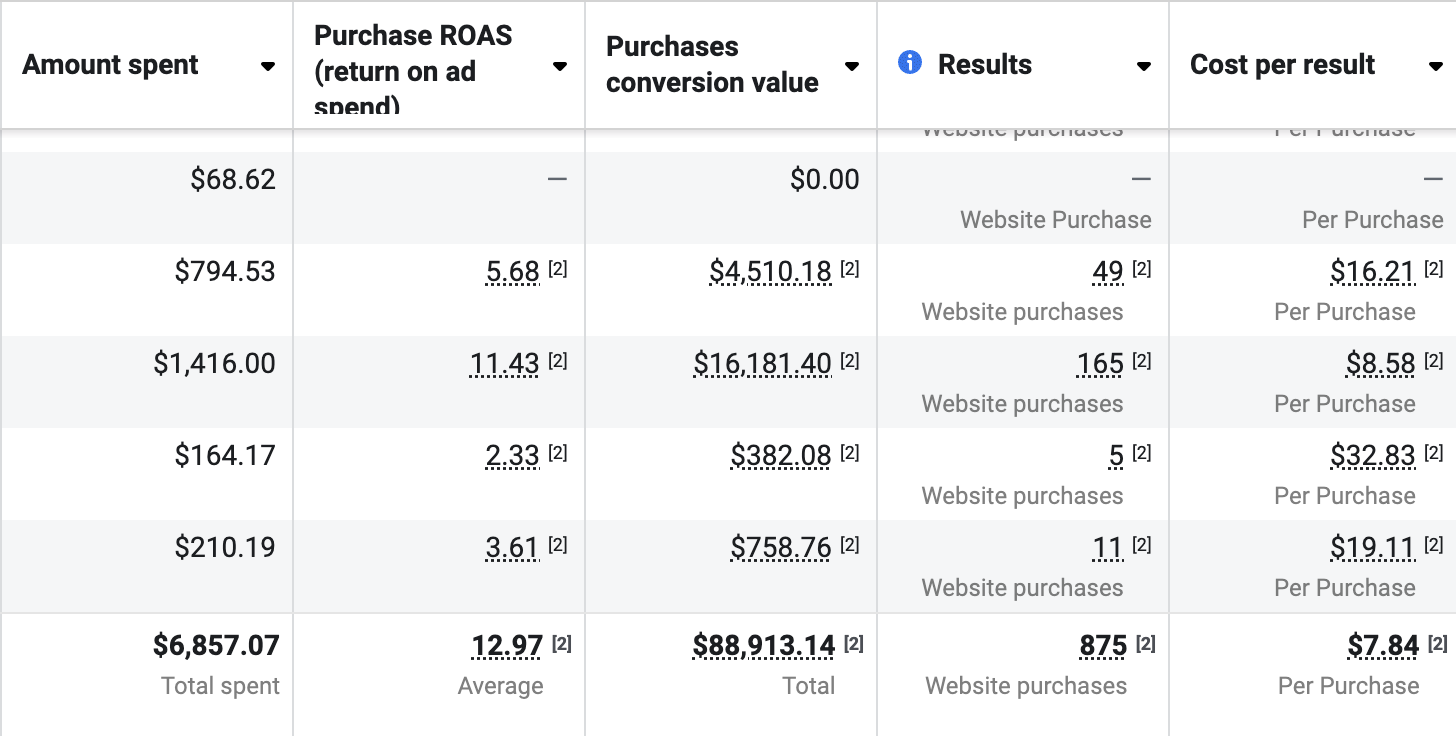 Amount spent
Purchase ROAS
(return on ad
spend)
Purchases
conversion value
Results
Cost per result
Website purchases
Per Purchase
$68.62 — $0.00 — —
Website Purchase Per Purchase
$794.53 5.68 [2] $4,510.18 [2] 49 [2] $16.21 [2]
Website purchases Per Purchase
$1,416.00 11.43 [2] $16,181.40 [2] 165 [2] $8.58 [2]
Website purchases Per Purchase
$164.17 2.33 [2] $382.08 [2] 5 [2] $32.83 [2]
Website purchases Per Purchase
$210.19 3.61 [2] $758.76 [2] 11 [2] $19.11 [2]
Website purchases Per Purchase
$6,857.07 12.97 [2] $88,913.14 [2] 875 [2] $7.84 [2]
Total spent Average Total Website purchases Per Purchase